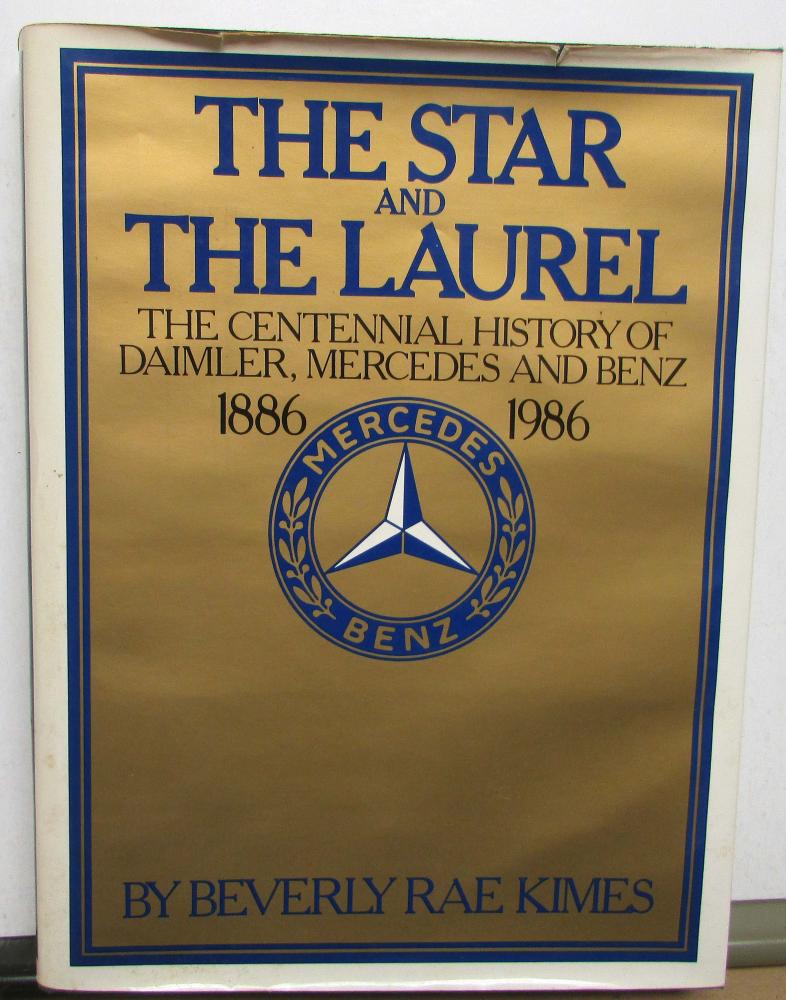 THE STAR
AND
THE LAUREL
THE CENTENNIAL HISTORY OF
DAIMLER, MERCEDES AND BENZ
1886 1986
MERCEDES
BENZ
BY BEVERLY RAE KIMES